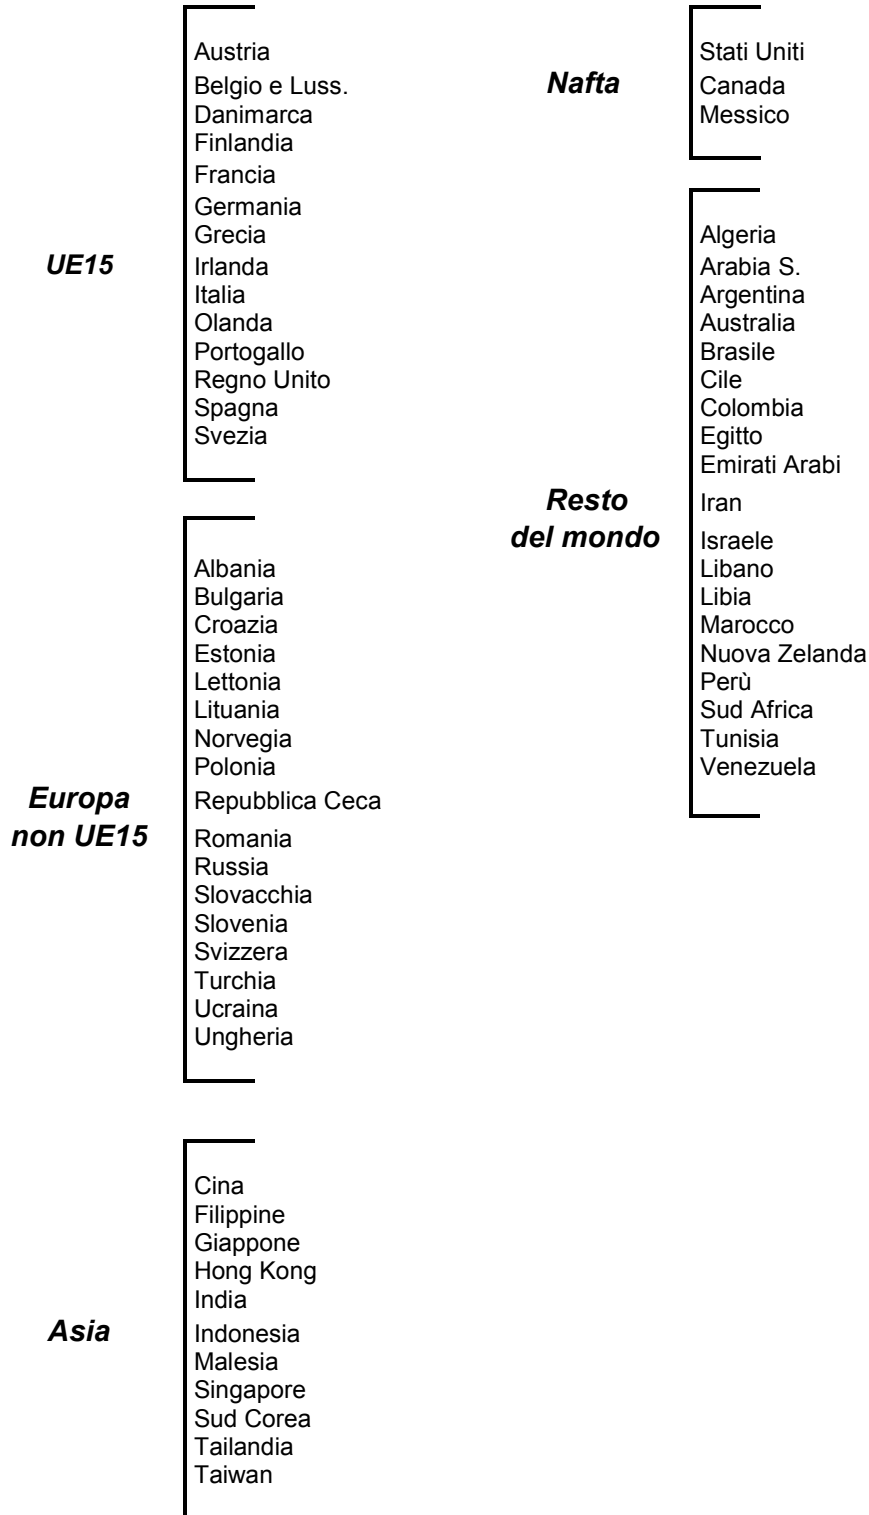 UE15
Austria
Belgio e Luss.
Danimarca
Finlandia
Francia
Germania
Grecia
Irlanda
Italia
Olanda
Portogallo
Regno Unito
Spagna
Svezia
Europa
non UE15
Albania
Bulgaria
Croazia
Estonia
Lettonia
Lituania
Norvegia
Polonia
Repubblica Ceca
Romania
Russia
Slovacchia
Slovenia
Svizzera
Turchia
Ucraina
Ungheria
Asia
Cina
Filippine
Giappone
Hong Kong
India
Indonesia
Malesia
Singapore
Sud Corea
Tailandia
Taiwan
Nafta
Stati Uniti
Canada
Messico
Resto
del mondo
Algeria
Arabia S.
Argentina
Australia
Brasile
Cile
Colombia
Egitto
Emirati Arabi
Iran
Israele
Libano
Libia
Marocco
Nuova Zelanda
Perù
Sud Africa
Tunisia
Venezuela